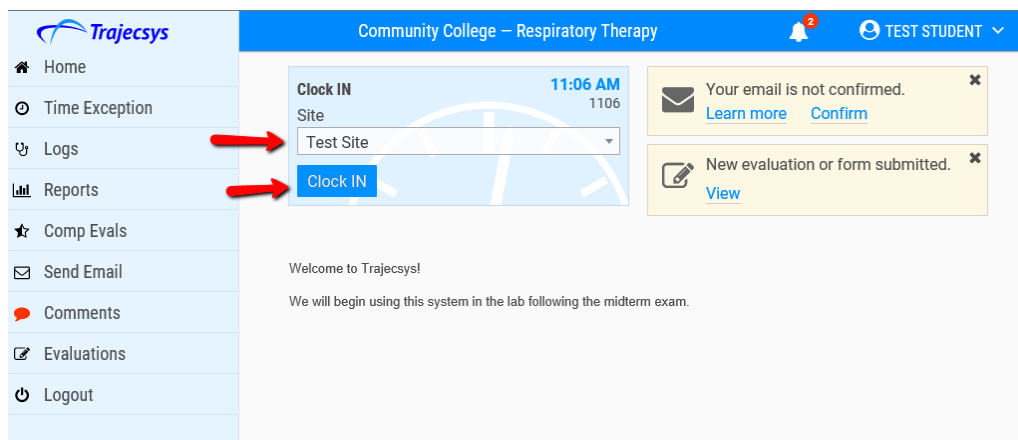 Trajecsys
Community College – Respiratory Therapy
2
TEST STUDENT
Home
Time Exception
Logs
Reports
Comp Evals
Send Email
Comments
Evaluations
Logout
Clock IN
11:06 AM
1106
Site
Test Site
Clock IN
Your email is not confirmed.
Learn more Confirm
New evaluation or form submitted.
View
Welcome to Trajecsys!
We will begin using this system in the lab following the midterm exam.